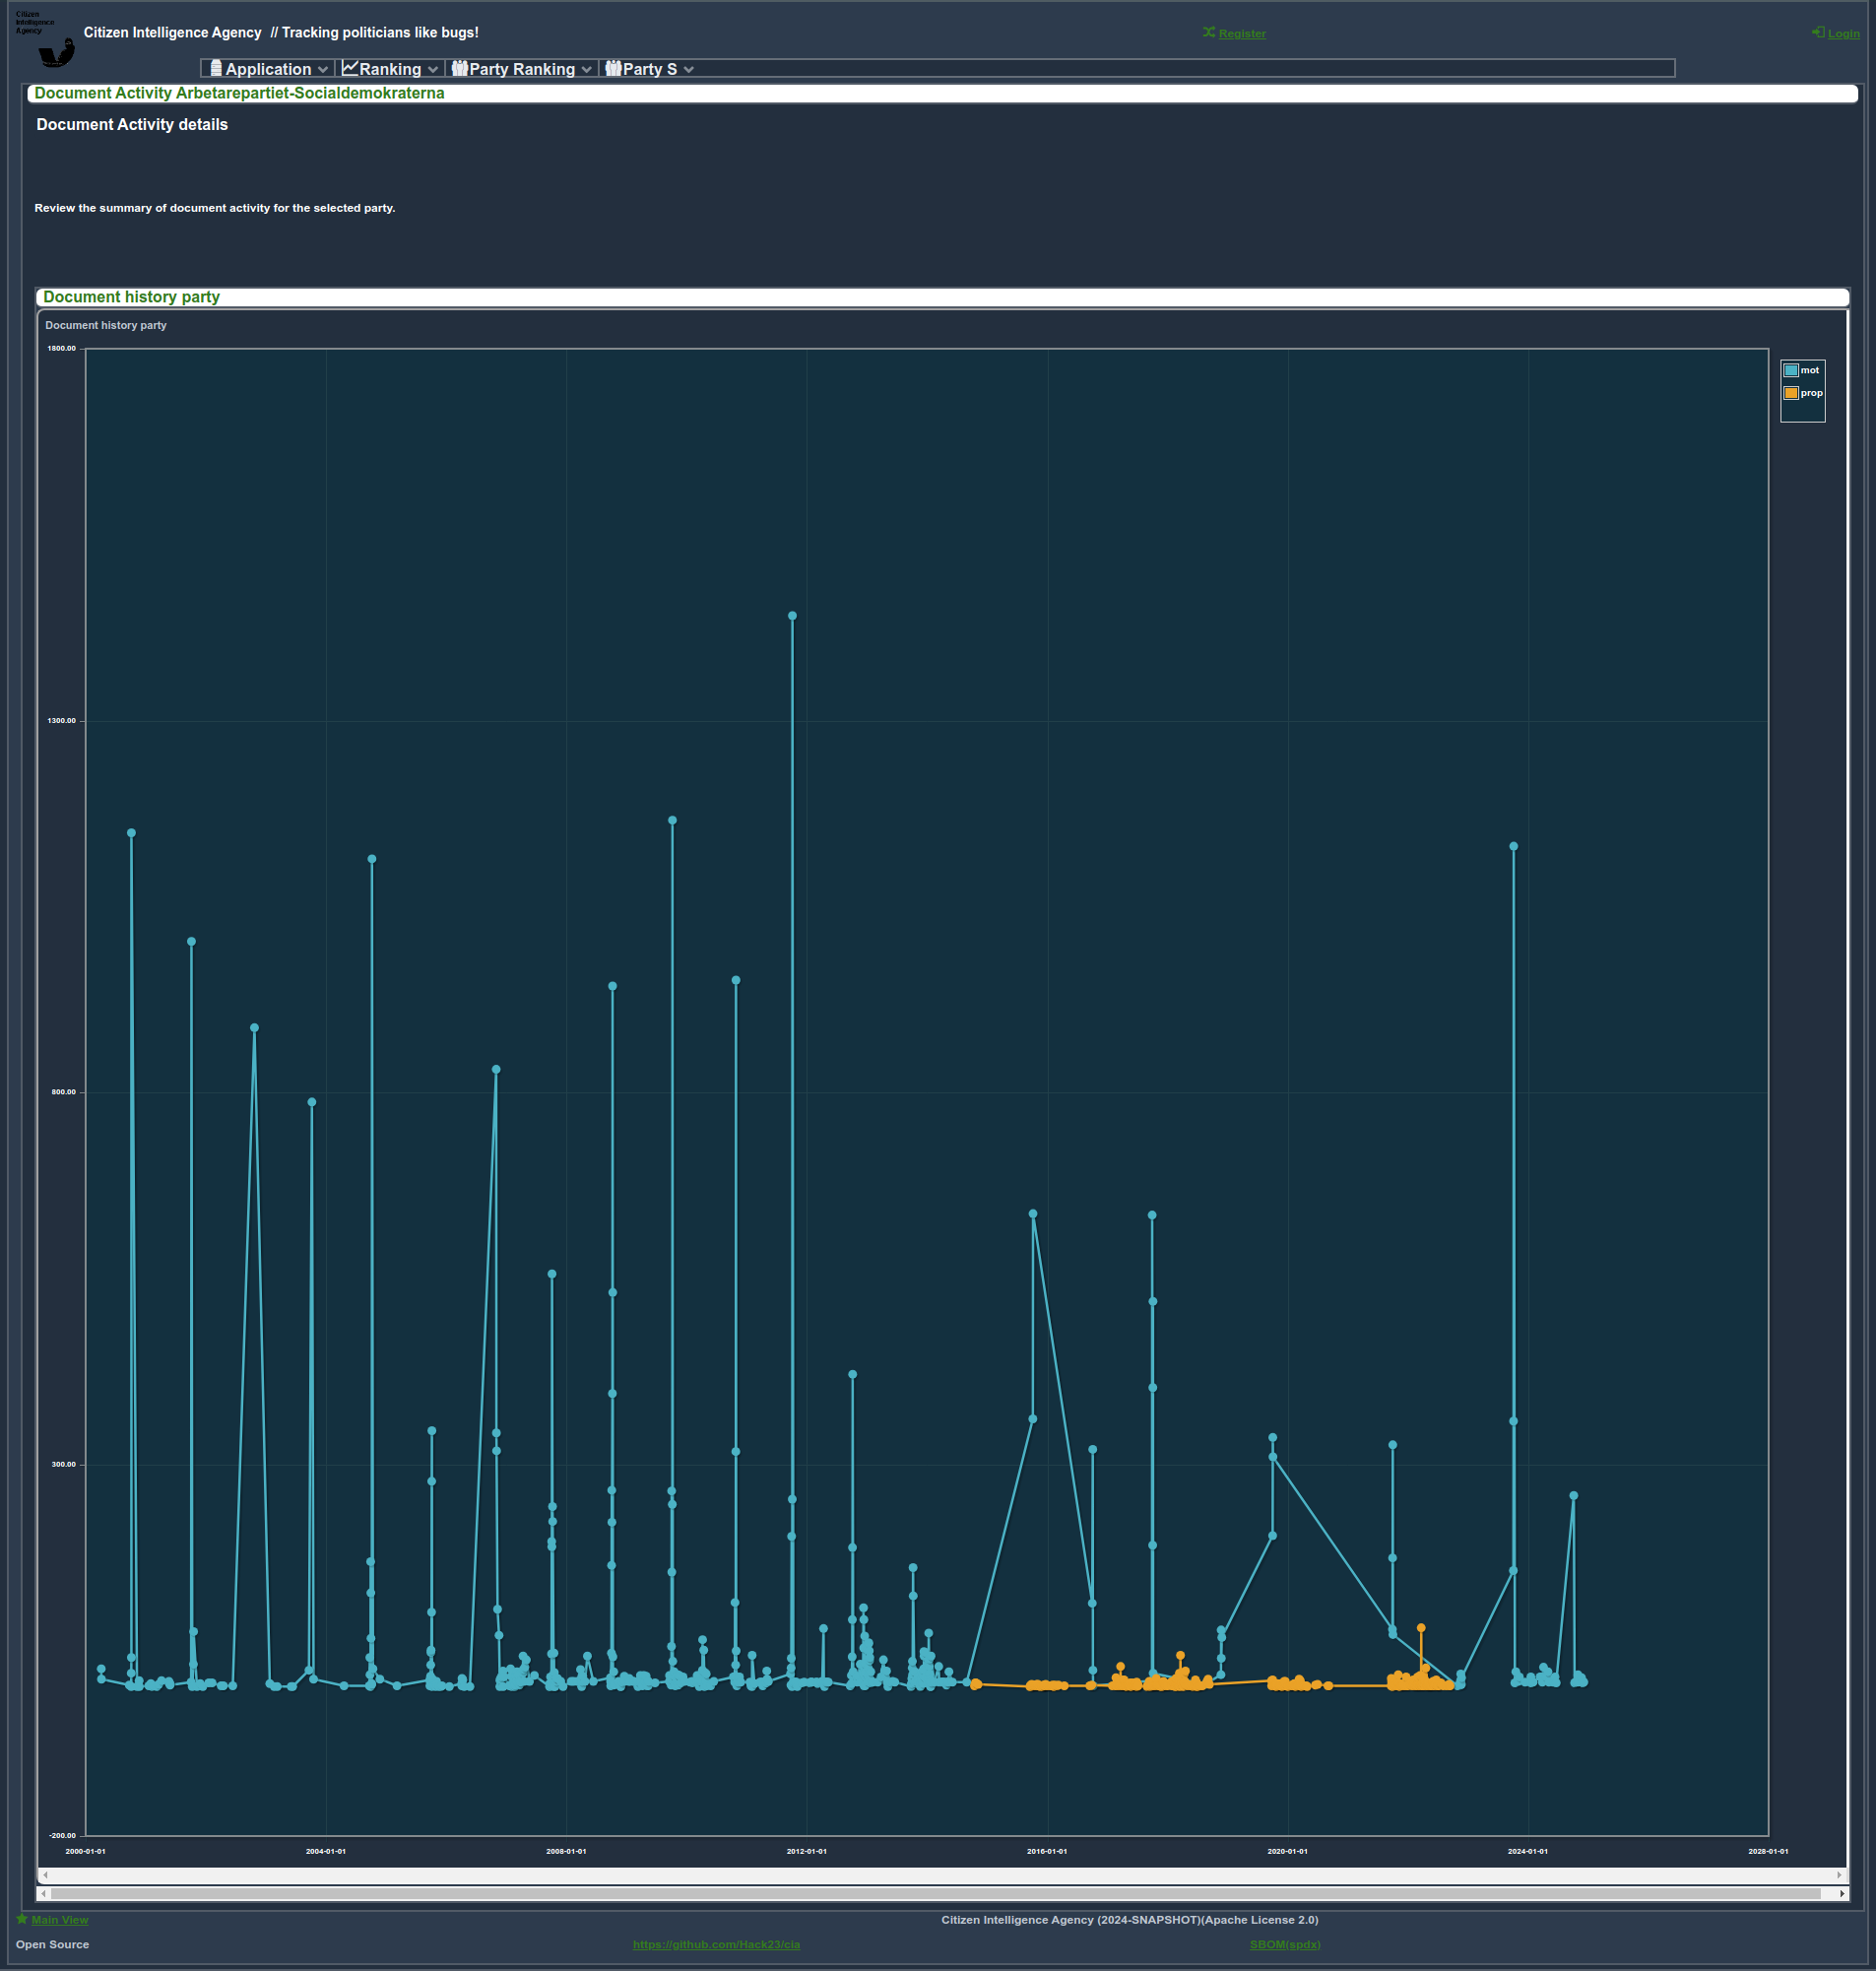 Citizen
Intelligence
Agency
Citizen Intelligence Agency // Tracking politicians like bugs!
Register
Login
Application
Ranking
Party Ranking
Party S
Document Activity Arbetarepartiet-Socialdemokraterna
Document Activity details
Review the summary of document activity for the selected party.
Document history party
Document history party
1800.00
1300.00
800.00
300.00
-200.00
mot
prop
2000-01-01
2004-01-01
2008-01-01
2012-01-01
2016-01-01
2020-01-01
2024-01-01
2028-01-01
Main View
Citizen Intelligence Agency (2024-SNAPSHOT)(Apache License 2.0)
Open Source
https://github.com/Hack23/cia
SBOM(spdx)